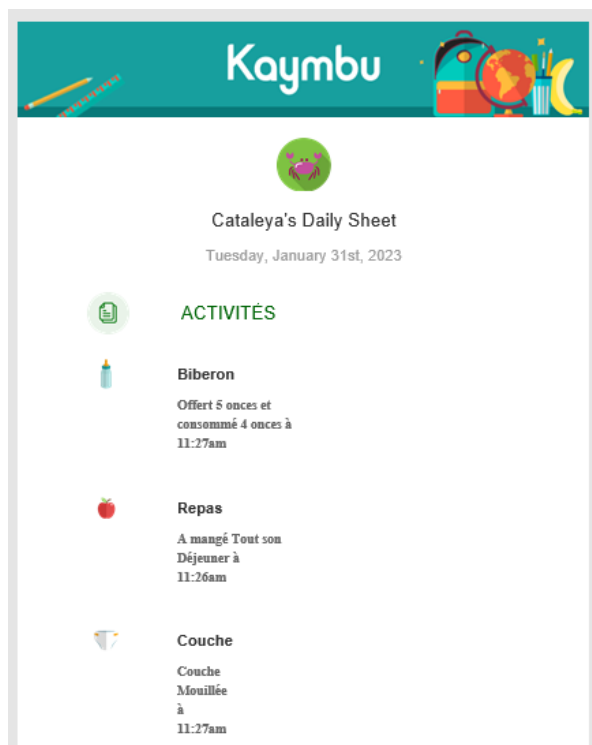 Kaymbu
Cataleya's Daily Sheet
Tuesday, January 31st, 2023
ACTIVITÉS
Biberon
Offert 5 onces et
consommé 4 onces à
11:27am
Repas
A mangé Tout son
Déjeuner à
11:26am
Couche
Couche
Mouillée
à
11:27am